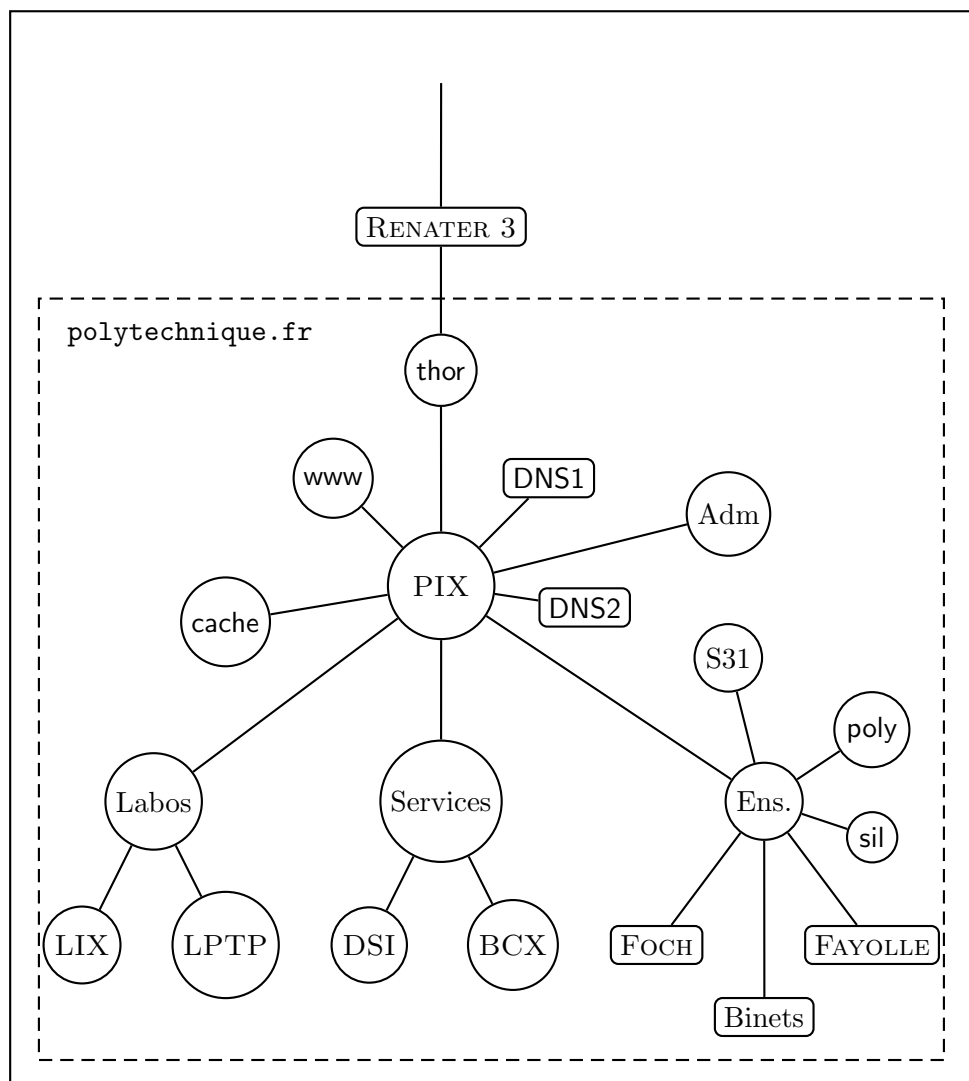 RENATER 3
polytechnique.fr
thor
www
DNS1
Adm
PIX
DNS2
cache
S31
poly
Labos
Services
Ens.
sil
LIX
LPTP
DSI
BCX
FOCH
FAYOLLE
Binets